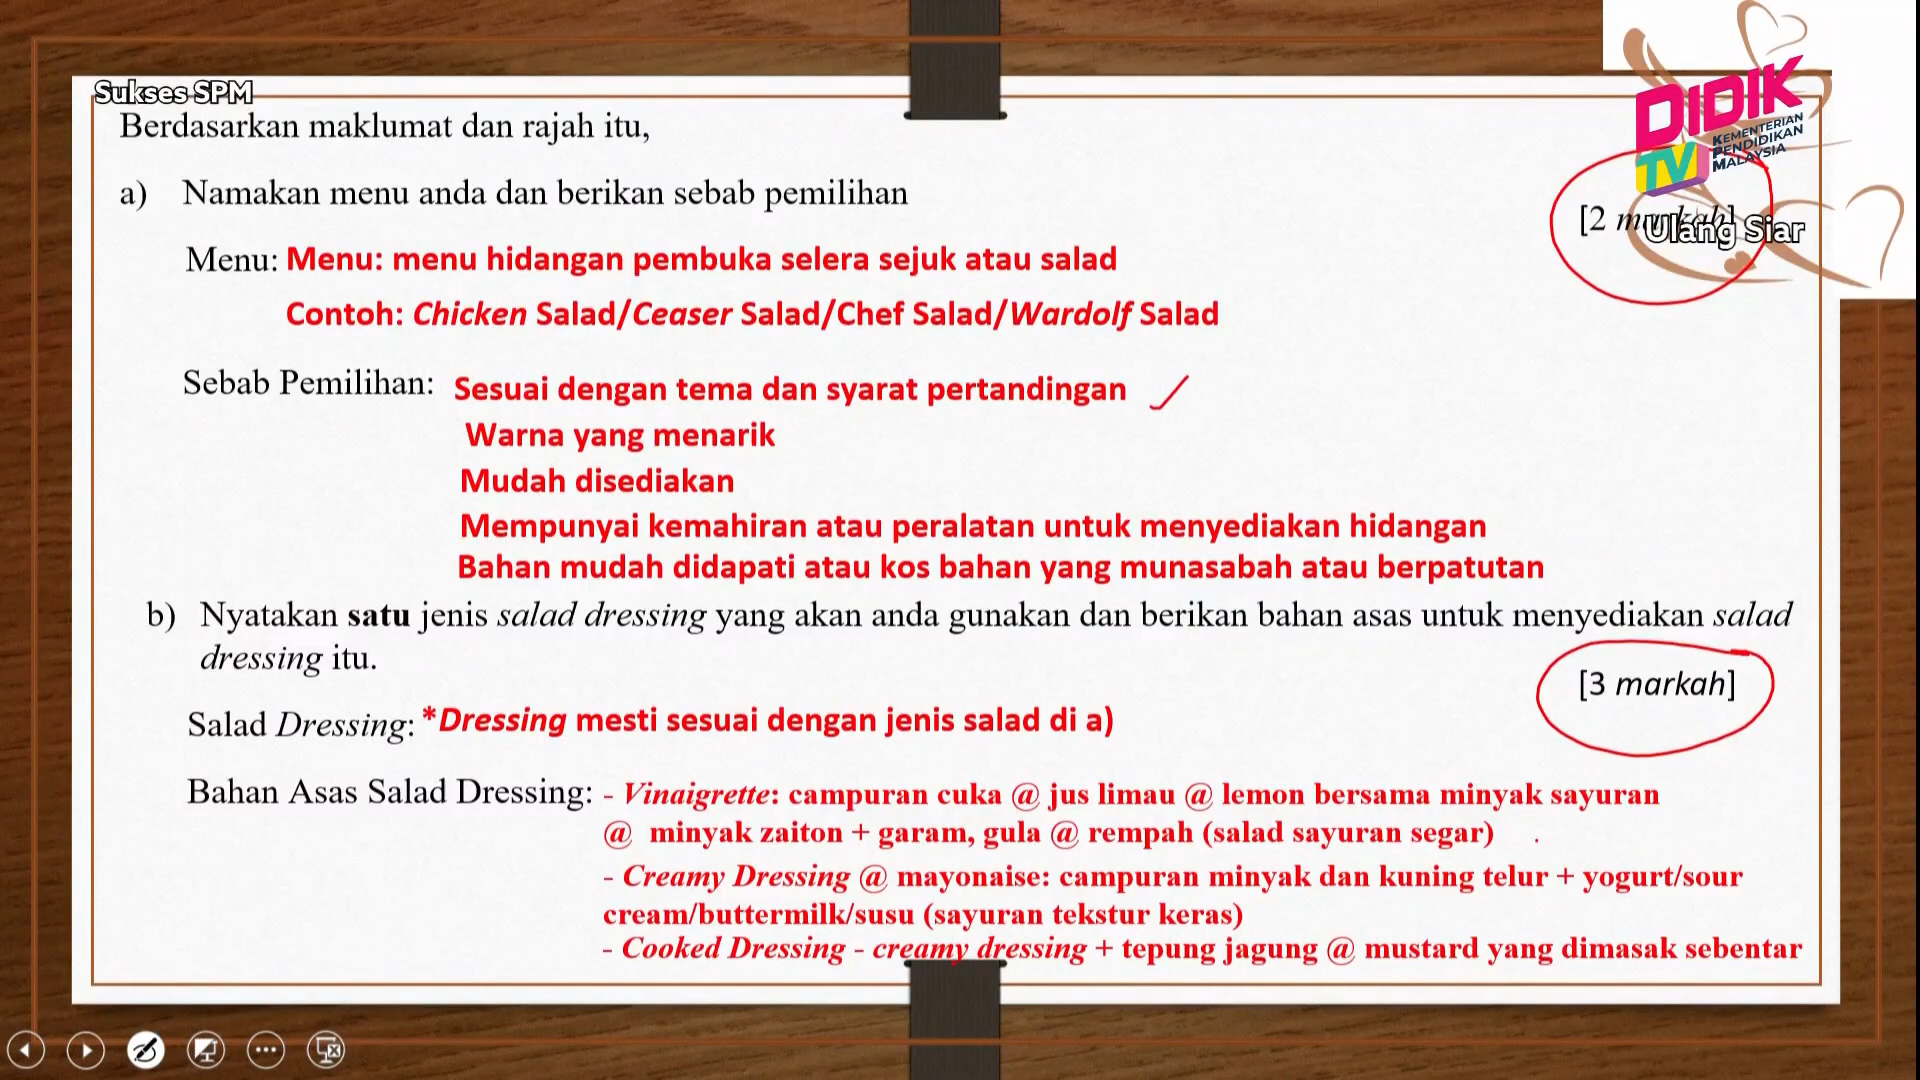 Sukses SPM
Berdasarkan maklumat dan rajah itu,
DIDIK
TV
KEMENTERIAN
PENDIDIKAN
MALAYSIA
a) Namakan menu anda dan berikan sebab pemilihan
[2 markah]
Ulang Siar
Menu: Menu: menu hidangan pembuka selera sejuk atau salad
Contoh: Chicken Salad/Ceaser Salad/Chef Salad/Wardolf Salad
Sebab Pemilihan: Sesuai dengan tema dan syarat pertandingan
Warna yang menarik
Mudah disediakan
Mempunyai kemahiran atau peralatan untuk menyediakan hidangan
Bahan mudah didapati atau kos bahan yang munasabah atau berpatutan
b) Nyatakan satu jenis salad dressing yang akan anda gunakan dan berikan bahan asas untuk menyediakan salad
dressing itu.
[3 markah]
Salad Dressing: *Dressing mesti sesuai dengan jenis salad di a)
Bahan Asas Salad Dressing: - Vinaigrette: campuran cuka @ jus limau @ lemon bersama minyak sayuran
@ minyak zaiton + garam, gula @ rempah (salad sayuran segar)
- Creamy Dressing @ mayonaise: campuran minyak dan kuning telur + yogurt/sour
cream/buttermilk/susu (sayuran tekstur keras)
- Cooked Dressing - creamy dressing + tepung jagung @ mustard yang dimasak sebentar